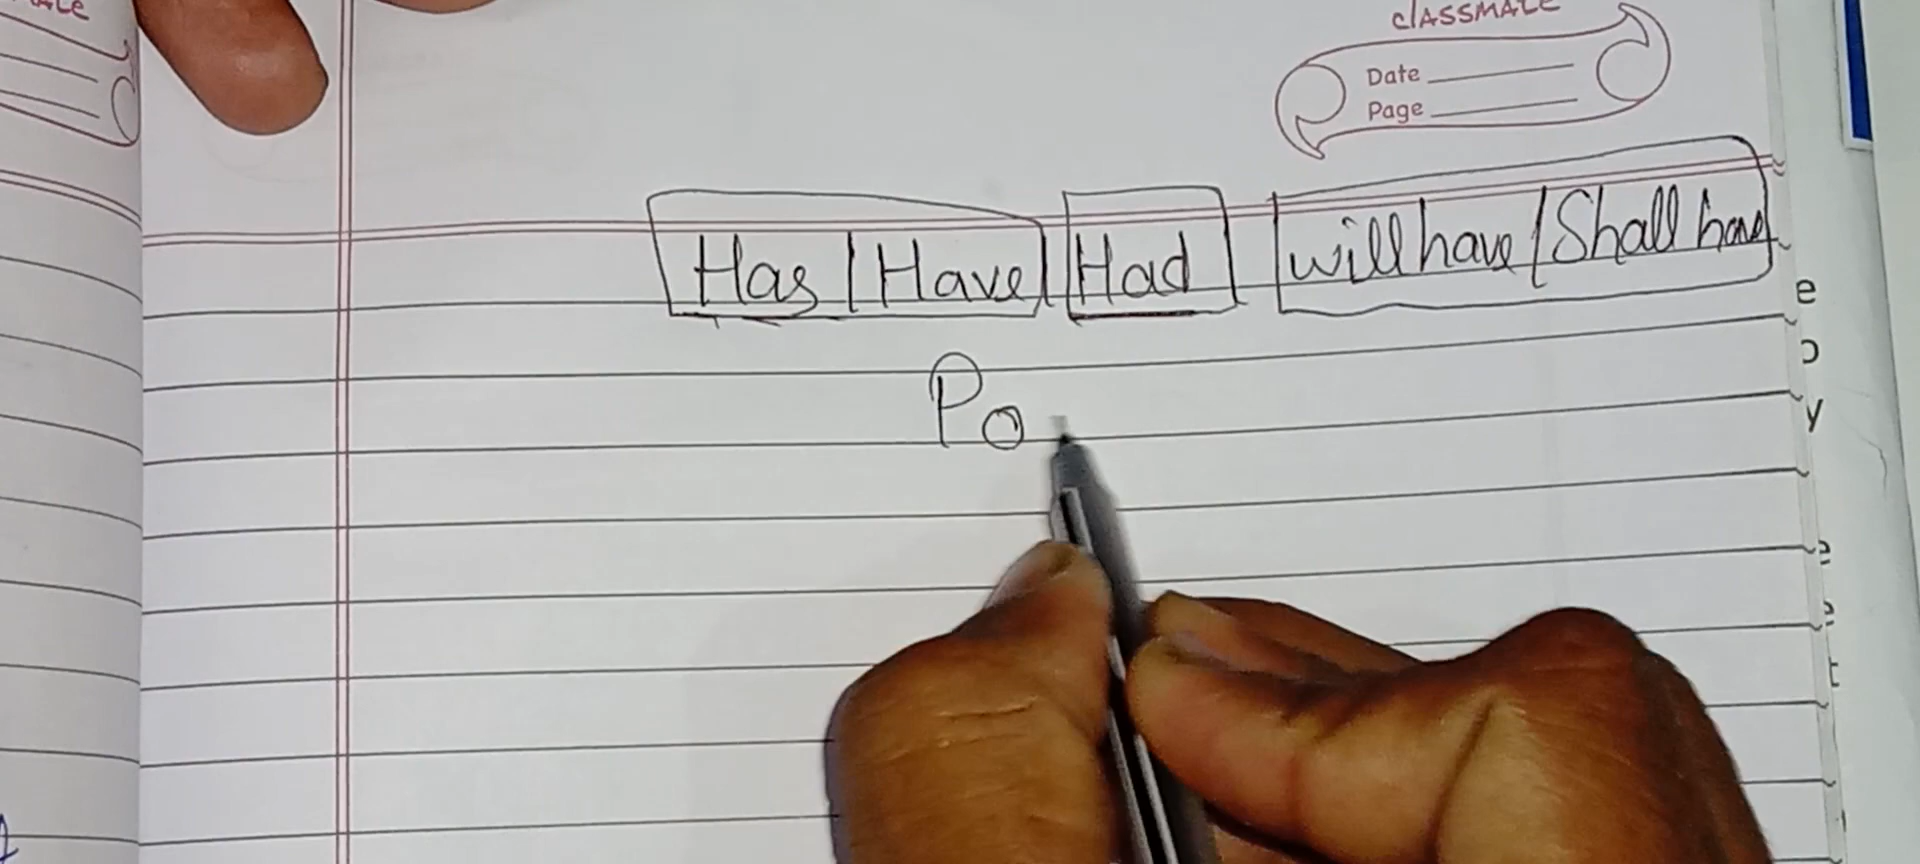 classmate
Date
Page
Has / Have Had will have / Shall have
Po